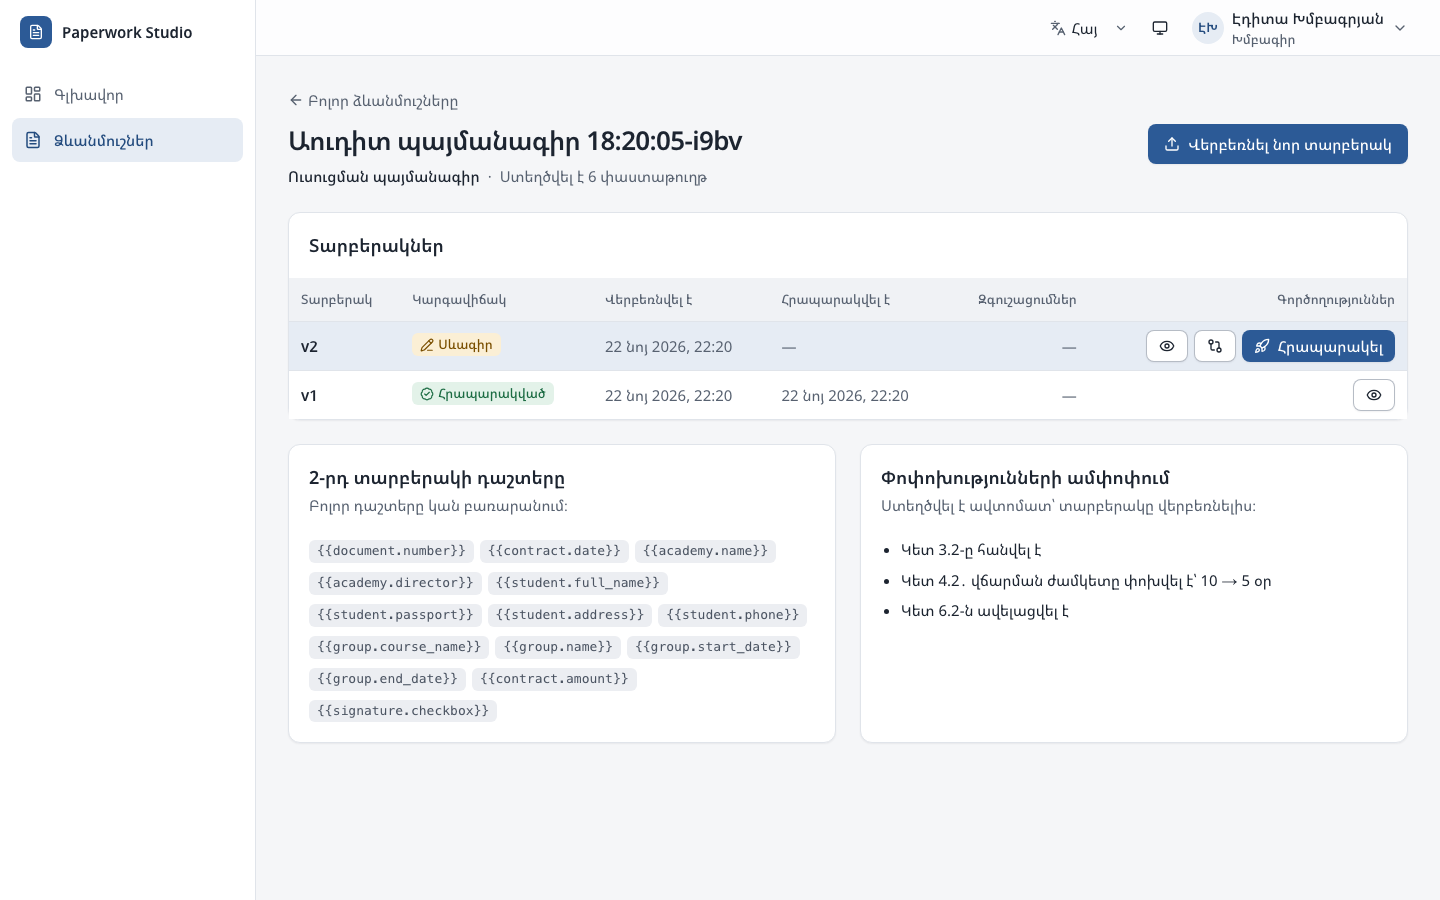 Paperwork Studio
Գլխավոր
Ձևանմուշներ
Հայ
ԷԽ
Էդիտա Խմբագրյան
Խմբագիր
Բոլոր ձևանմուշները
Աուդիտ պայմանագիր 18:20:05-i9bv
Ուսուցման պայմանագիր · Ստեղծվել է 6 փաստաթուղթ
Վերբեռնել նոր տարբերակ
Տարբերակներ
Տարբերակ Կարգավիճակ Վերբեռնվել է Հրապարակվել է Զգուշացումներ Գործողություններ
v2 Սևագիր 22 նոյ 2026, 22:20 — — Հրապարակել
v1 Հրապարակված 22 նոյ 2026, 22:20 22 նոյ 2026, 22:20 —
2-րդ տարբերակի դաշտերը
Բոլոր դաշտերը կան բառարանում։
{{document.number}} {{contract.date}} {{academy.name}}
{{academy.director}} {{student.full_name}}
{{student.passport}} {{student.address}} {{student.phone}}
{{group.course_name}} {{group.name}} {{group.start_date}}
{{group.end_date}} {{contract.amount}}
{{signature.checkbox}}
Փոփոխությունների ամփոփում
Ստեղծվել է ավտոմատ՝ տարբերակը վերբեռնելիս։
• Կետ 3.2-ը հանվել է
• Կետ 4.2․ վճարման ժամկետը փոխվել է՝ 10 → 5 օր
• Կետ 6.2-ն ավելացվել է